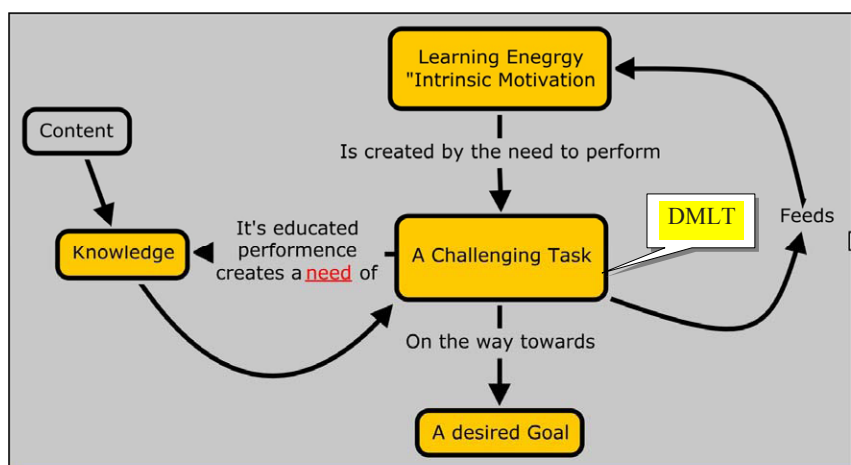 Learning Enegrgy
"Intrinsic Motivation
Content
Is created by the need to perform
DMLT
Feeds
It's educated
performence
creates a need of
Knowledge
A Challenging Task
On the way towards
A desired Goal